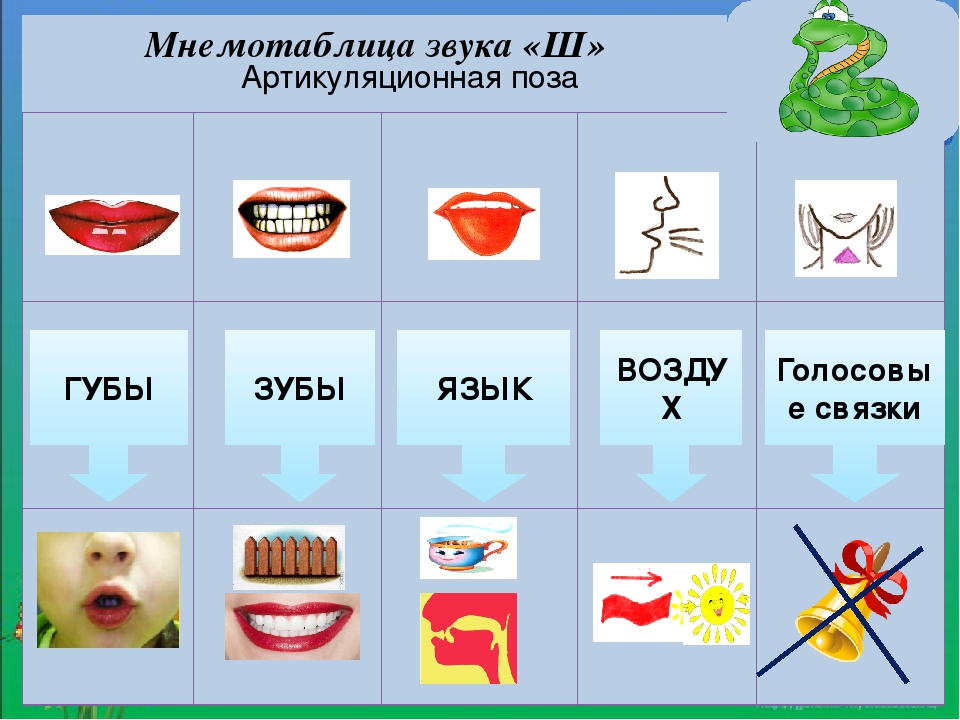 Мнемотаблица звука «Ш»
Артикуляционная поза
ГУБЫ
ЗУБЫ
ЯЗЫК
ВОЗДУ
Х
Голосовы
е связки